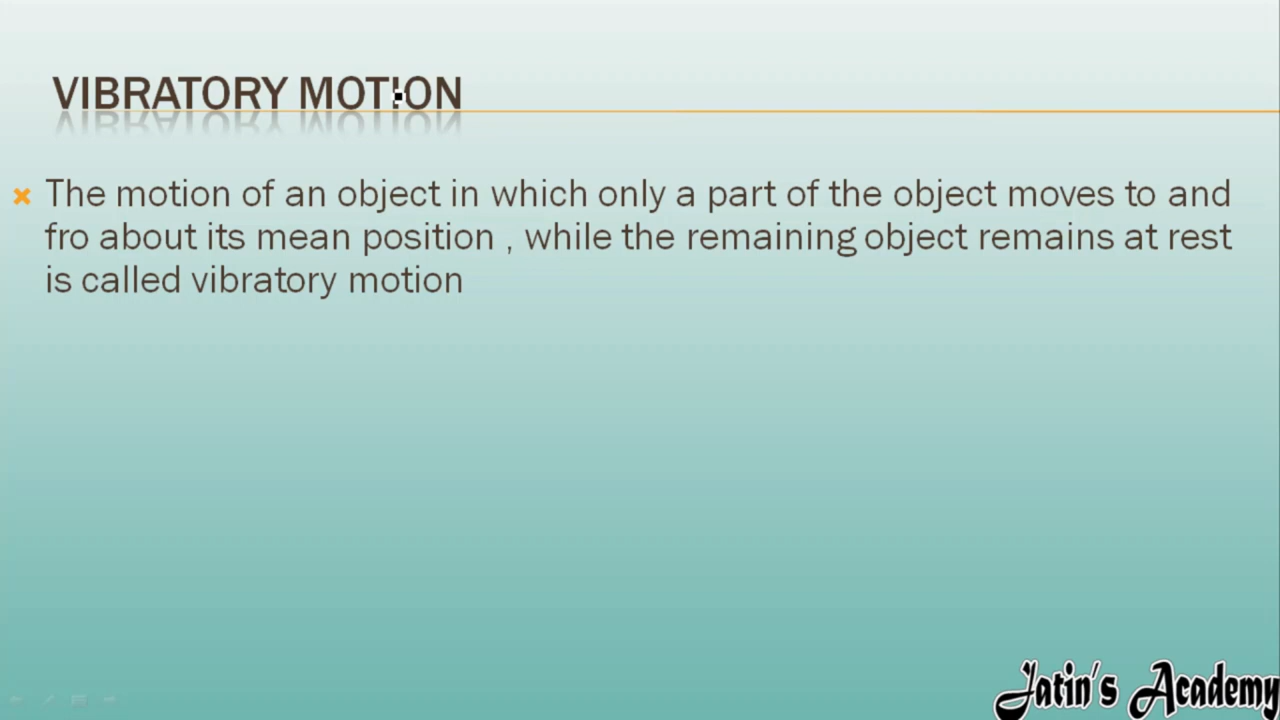 VIBRATORY MOTION
The motion of an object in which only a part of the object moves to and
fro about its mean position , while the remaining object remains at rest
is called vibratory motion
Jatin's Academy